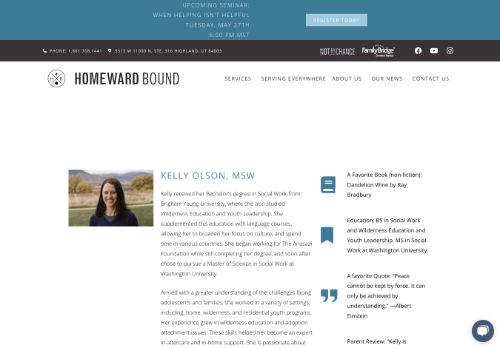 UPCOMING SEMINAR:
WHEN HELPING ISN'T HELPFUL
TUESDAY, MAY 27TH
6:00 PM MST
REGISTER TODAY
PHONE: 1.801.768.1441
5513 W 11000 N, STE. 316 HIGHLAND, UT 84003
NOT BY CHANCE
FamilyBridge
HOMEWARD BOUND
SERVICES
SERVING EVERYWHERE
ABOUT US
OUR NEWS
CONTACT US
KELLY OLSON, MSW
Kelly received her Bachelor's degree in Social Work from
Brigham Young University, where she also studied
Wilderness Education and Youth Leadership. She
supplemented this education with language courses,
allowing her to broaden her focus on culture, and spend
time in various countries. She began working for The Anasazi
Foundation while still completing her degree, and soon after
chose to pursue a Master of Science in Social Work at
Washington University.
Armed with a greater understanding of the challenges facing
adolescents and families, she worked in a variety of settings,
including: home, wilderness, and residential youth programs.
Her experience grew in wilderness education and adoption
attachment issues. These skills helped her become an expert
in aftercare and in-home support. She is passionate about
A Favorite Book (non-fiction):
Dandelion Wine by Ray
Bradbury
Education: BS in Social Work
and Wilderness Education and
Youth Leadership. MS in Social
Work at Washington University.
A favorite Quote: "Peace
cannot be kept by force. It can
only be achieved by
understanding." —Albert
Einstein
Parent Review: "Kelly is